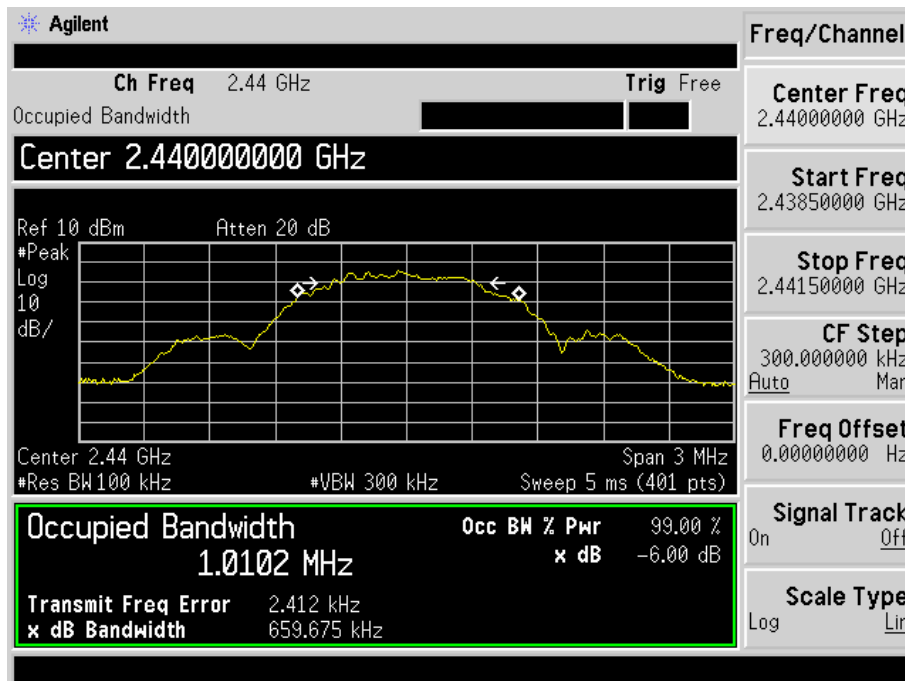 Agilent
Freq/Channel
Ch Freq 2.44 GHz Trig Free
Occupied Bandwidth
Center 2.440000000 GHz
Ref 10 dBm Atten 20 dB
#Peak
Log
10
dB/
Center 2.44 GHz Span 3 MHz
#Res BW 100 kHz #VBW 300 kHz Sweep 5 ms (401 pts)
Occupied Bandwidth
1.0102 MHz
Occ BW % Pwr 99.00 %
x dB -6.00 dB
Transmit Freq Error 2.412 kHz
x dB Bandwidth 659.675 kHz
Center Freq
2.44000000 GHz
Start Freq
2.43850000 GHz
Stop Freq
2.44150000 GHz
CF Step
300.000000 kHz
Auto Man
Freq Offset
0.00000000 Hz
Signal Track
On Off
Scale Type
Log Lin